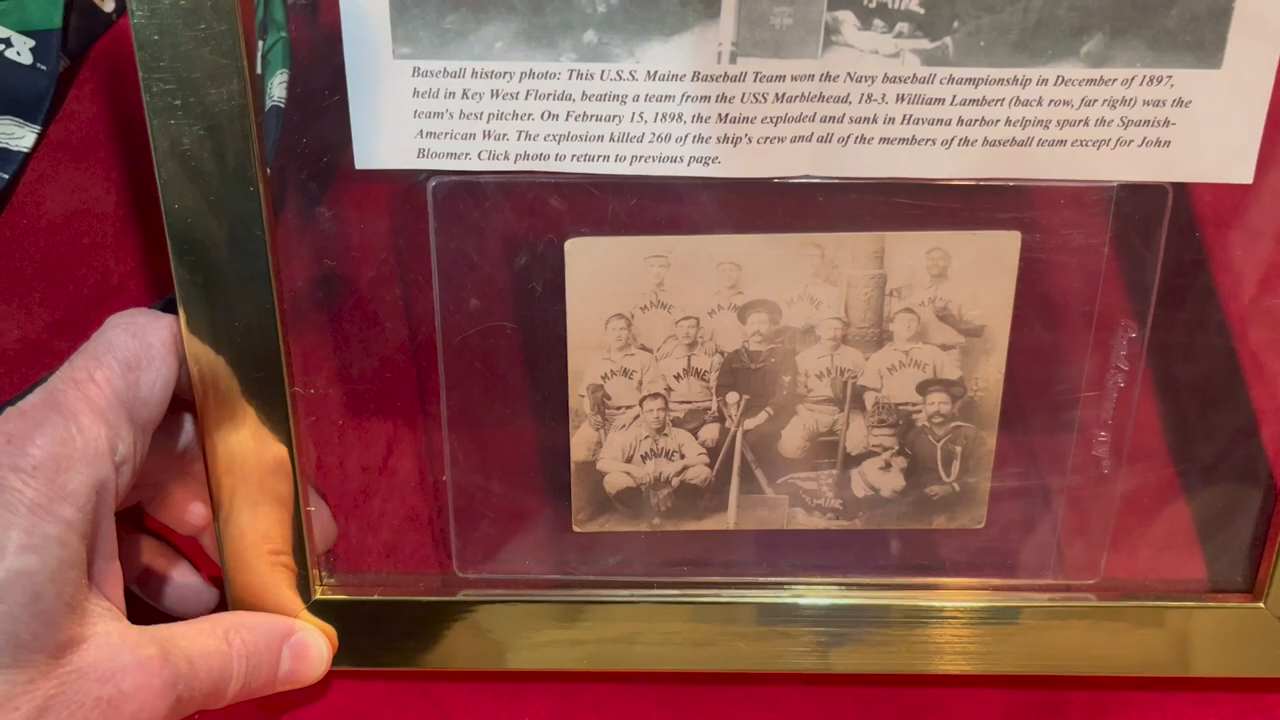 MAINE
Baseball history photo: This U.S.S. Maine Baseball Team won the Navy baseball championship in December of 1897,
held in Key West Florida, beating a team from the USS Marblehead, 18-3. William Lambert (back row, far right) was the
team's best pitcher. On February 15, 1898, the Maine exploded and sank in Havana harbor helping spark the Spanish-
American War. The explosion killed 260 of the ship's crew and all of the members of the baseball team except for John
Bloomer. Click photo to return to previous page.
MAINE MAINE MAINE MAINE
MAINE MAINE MAINE MAINE
MAINE
MAINE